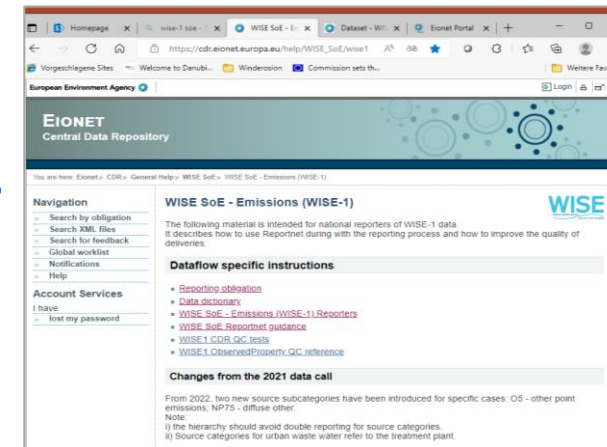 Homepage
wise-1 soe -
WISE SoE - E
Dataset - WI
Eionet Portal
https://cdr.eionet.europa.eu/help/WISE_SoE/wise1
Vorgeschlagene Sites
Welcome to Danubi...
Winderosion
Commission sets th...
Weitere Fav
European Environment Agency
Login
EIONET
Central Data Repository
You are here: Eionet » CDR » General Help » WISE SoE » WISE SoE - Emissions (WISE-1)
Navigation
Search by obligation
Search XML files
Search for feedback
Global worklist
Notifications
Help
Account Services
I have
lost my password
WISE SoE - Emissions (WISE-1)
WISE
The following material is intended for national reporters of WISE-1 data.
It describes how to use Reportnet during with the reporting process and how to improve the quality of
deliveries.
Dataflow specific instructions
Reporting obligation
Data dictionary
WISE SoE - Emissions (WISE-1) Reporters
WISE SoE Reportnet guidance
WISE1 CDR QC tests
WISE1 ObservedProperty QC reference
Changes from the 2021 data call
From 2022, two new source subcategories have been introduced for specific cases: O5 - other point
emissions; NP75 - diffuse other.
Note:
i) the hierarchy should avoid double reporting for source categories.
ii) Source categories for urban waste water refer to the treatment plant.